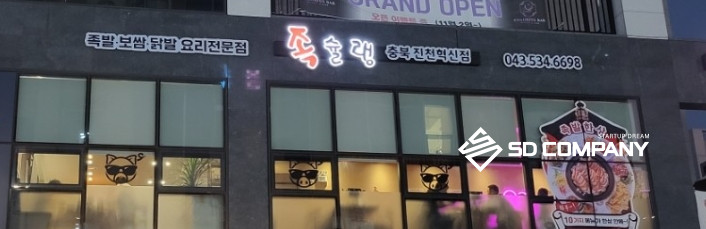 GRAND OPEN
족발·보쌈·닭발 요리전문점
족술랭
충북 진천혁신점
043.534.6698
STARTUP DREAM
SD COMPANY